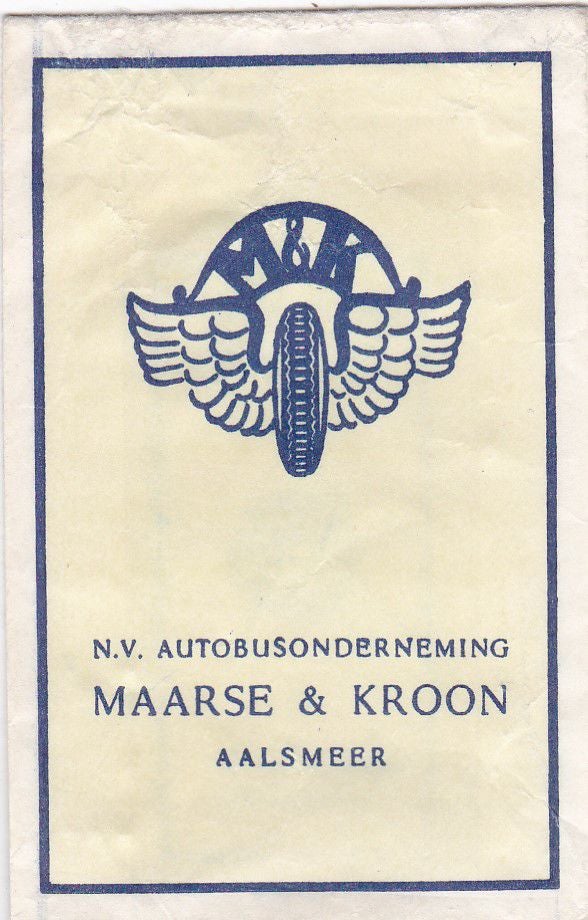 M&K
N.V. AUTOBUSONDERNEMING
MAARSE & KROON
AALSMEER